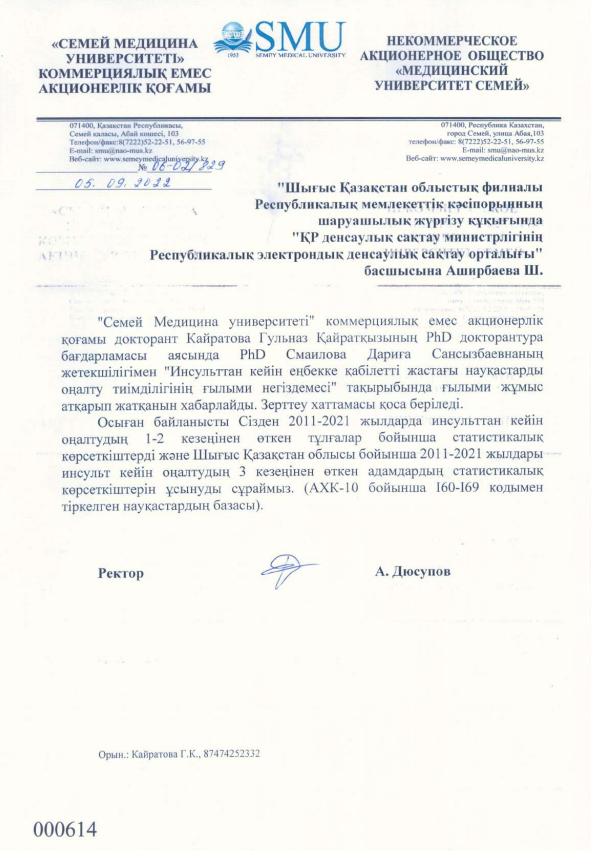 «СЕМЕЙ МЕДИЦИНА
УНИВЕРСИТЕТІ»
КОММЕРЦИЯЛЫҚ ЕМЕС
АКЦИОНЕРЛІК ҚОҒАМЫ
SMU
1953 SEMEY MEDICAL UNIVERSITY
НЕКОММЕРЧЕСКОЕ
АКЦИОНЕРНОЕ ОБЩЕСТВО
«МЕДИЦИНСКИЙ
УНИВЕРСИТЕТ СЕМЕЙ»
071400, Қазақстан Республикасы,
Семей қаласы, Абай көшесі, 103
Телефон/факс:8(7222)52-22-51, 56-97-55
E-mail: smu@nao-mus.kz
Веб-сайт: www.semeymedicaluniversity.kz
071400, Республика Казахстан,
город Семей, улица Абая,103
телефон/факс: 8(7222)52-22-51, 56-97-55
E-mail: smu@nao-mus.kz
Веб-сайт: www.semeymedicaluniversity.kz
№ 06-02/829
05. 09. 2022
"Шығыс Қазақстан облыстық филиалы
Республикалық мемлекеттік кәсіпорынның
шаруашылық жүргізу құқығында
"ҚР денсаулық сақтау министрлігінің
Республикалық электрондық денсаулық сақтау орталығы"
басшысына Аширбаева Ш.
"Семей Медицина университеті" коммерциялық емес акционерлік
қоғамы докторант Кайратова Гульназ Қайратқызының PhD докторантура
бағдарламасы аясында PhD Смаилова Дариға Сансызбаевнаның
жетекшілігімен "Инсульттан кейін еңбекке қабілетті жастағы науқастарды
оңалту тиімділігінің ғылыми негіздемесі" тақырыбында ғылыми жұмыс
атқарып жатқанын хабарлайды. Зерттеу хаттамасы қоса беріледі.
Осыған байланысты Сізден 2011-2021 жылдарда инсульттан кейін
оңалтудың 1-2 кезеңінен өткен тұлғалар бойынша статистикалық
көрсеткіштерді және Шығыс Қазақстан облысы бойынша 2011-2021 жылдары
инсульт кейін оңалтудың 3 кезеңінен өткен адамдардың статистикалық
көрсеткіштерін ұсынуды сұраймыз. (АХК-10 бойынша I60-I69 кодымен
тіркелген науқастардың базасы).
Ректор
А. Дюсупов
Орын.: Кайратова Г.К., 87474252332
000614